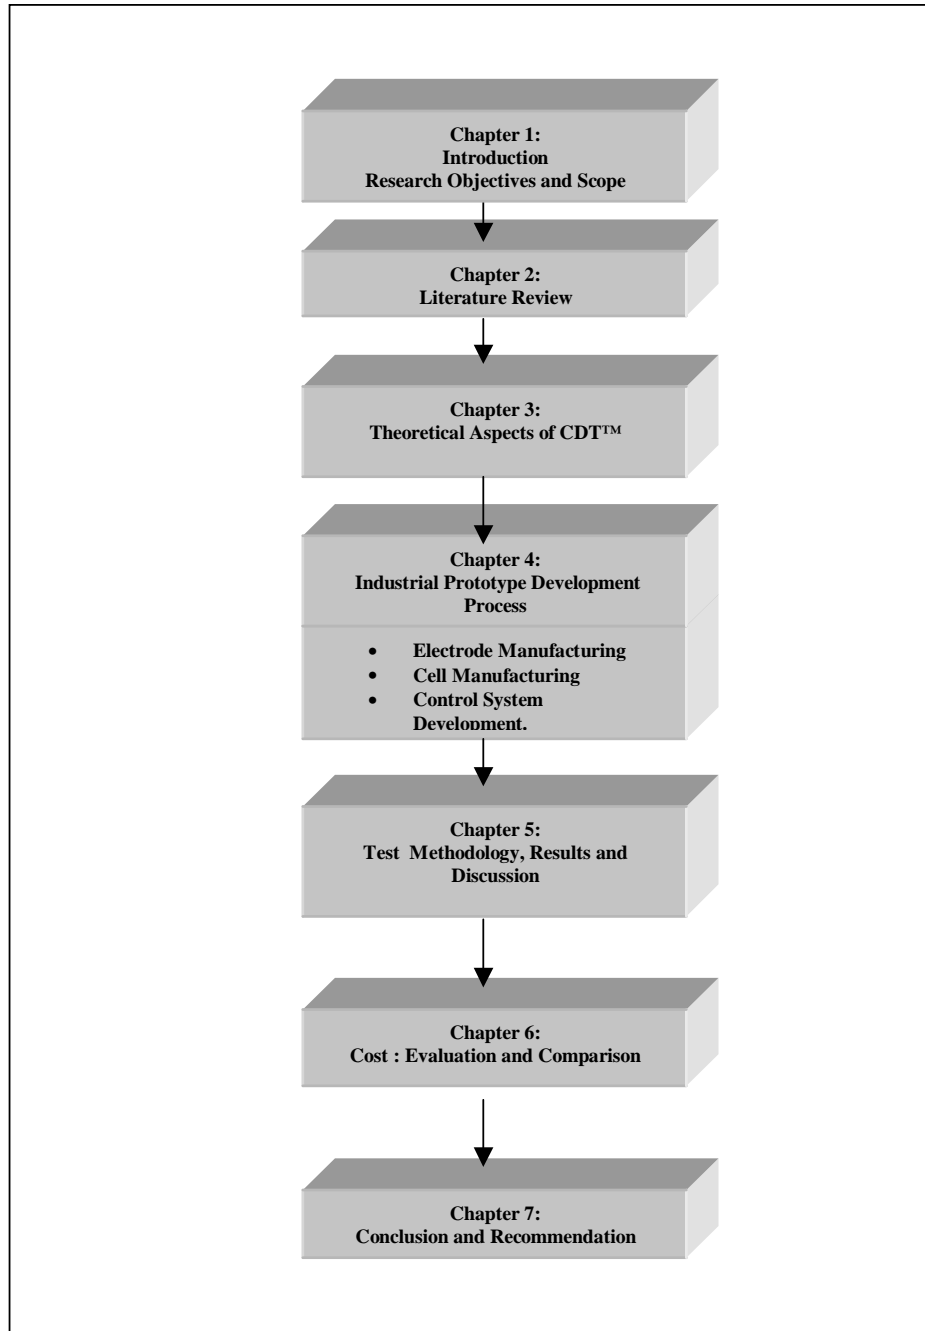 Chapter 1:
Introduction
Research Objectives and Scope
Chapter 2:
Literature Review
Chapter 3:
Theoretical Aspects of CDT™
Chapter 4:
Industrial Prototype Development
Process
• Electrode Manufacturing
• Cell Manufacturing
• Control System
Development.
Chapter 5:
Test Methodology, Results and
Discussion
Chapter 6:
Cost : Evaluation and Comparison
Chapter 7:
Conclusion and Recommendation